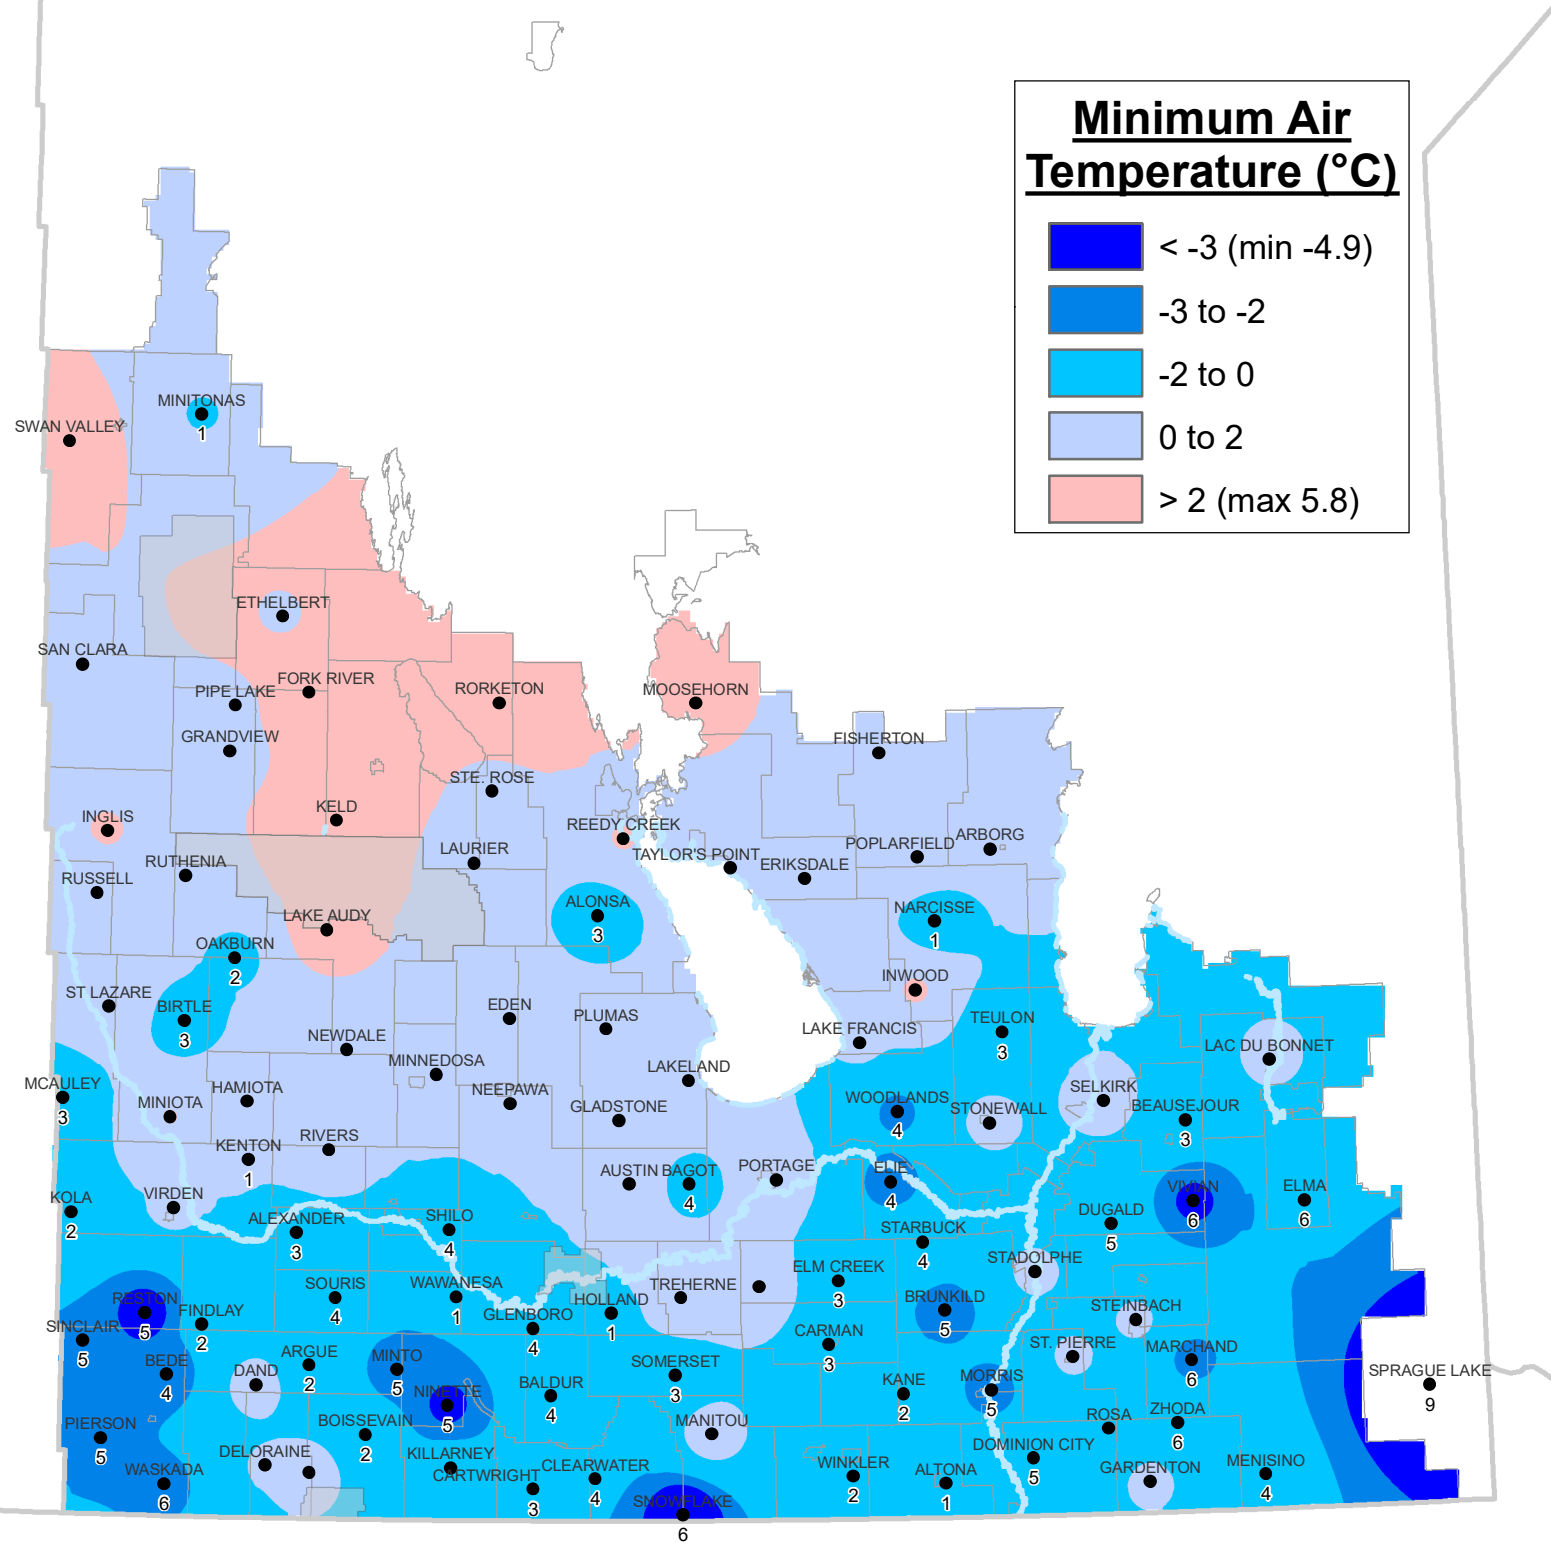 Minimum Air
Temperature (°C)
< -3 (min -4.9)
-3 to -2
-2 to 0
0 to 2
> 2 (max 5.8)
MINITONAS
1
SWAN VALLEY
ETHELBERT
SAN CLARA
FORK RIVER
PIPE LAKE
RORKETON
MOOSEHORN
GRANDVIEW
FISHERTON
STE. ROSE
KELD
INGLIS
REEDY CREEK
ARBORG
POPLARFIELD
LAURIER
TAYLOR'S POINT
ERIKSDALE
RUTHENIA
RUSSELL
ALONSA
3
NARCISSE
1
LAKE AUDY
OAKBURN
2
INWOOD
ST LAZARE
BIRTLE
3
EDEN
PLUMAS
TEULON
3
LAKE FRANCIS
NEWDALE
LAC DU BONNET
MINNEDOSA
LAKELAND
MCAULEY
3
HAMIOTA
SELKIRK
NEEPAWA
MINIOTA
GLADSTONE
WOODLANDS
4
STONEWALL
BEAUSEJOUR
3
RIVERS
KENTON
1
AUSTIN
BAGOT
4
PORTAGE
ELIE
4
VIVIAN
6
ELMA
6
KOLA
2
VIRDEN
DUGALD
5
ALEXANDER
3
SHILO
4
STARBUCK
4
STADOLPHE
ELM CREEK
3
SOURIS
4
WAWANESA
1
TREHERNE
RESTON
5
FINDLAY
2
HOLLAND
1
GLENBORO
4
BRUNKILD
5
STEINBACH
SINCLAIR
5
CARMAN
3
ST. PIERRE
MARCHAND
6
BEDE
4
DAND
ARGUE
2
MINTO
5
SOMERSET
3
SPRAGUE LAKE
9
NINETTE
5
BALDUR
4
KANE
2
MORRIS
5
PIERSON
5
BOISSEVAIN
2
MANITOU
ROSA
ZHODA
6
DELORAINE
KILLARNEY
DOMINION CITY
5
WASKADA
6
CARTWRIGHT
3
CLEARWATER
4
WINKLER
2
ALTONA
1
GARDENTON
MENISINO
4
SNOWFLAKE
6